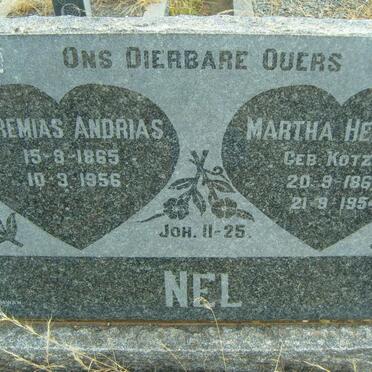 ONS DIERBARE OUERS
REMIAS ANDRIAS
15-8-1865
10-3-1956
MARTHA HE
GEB. KOTZ
20-9-186
21-9-195
JOH. 11-25.
NEL